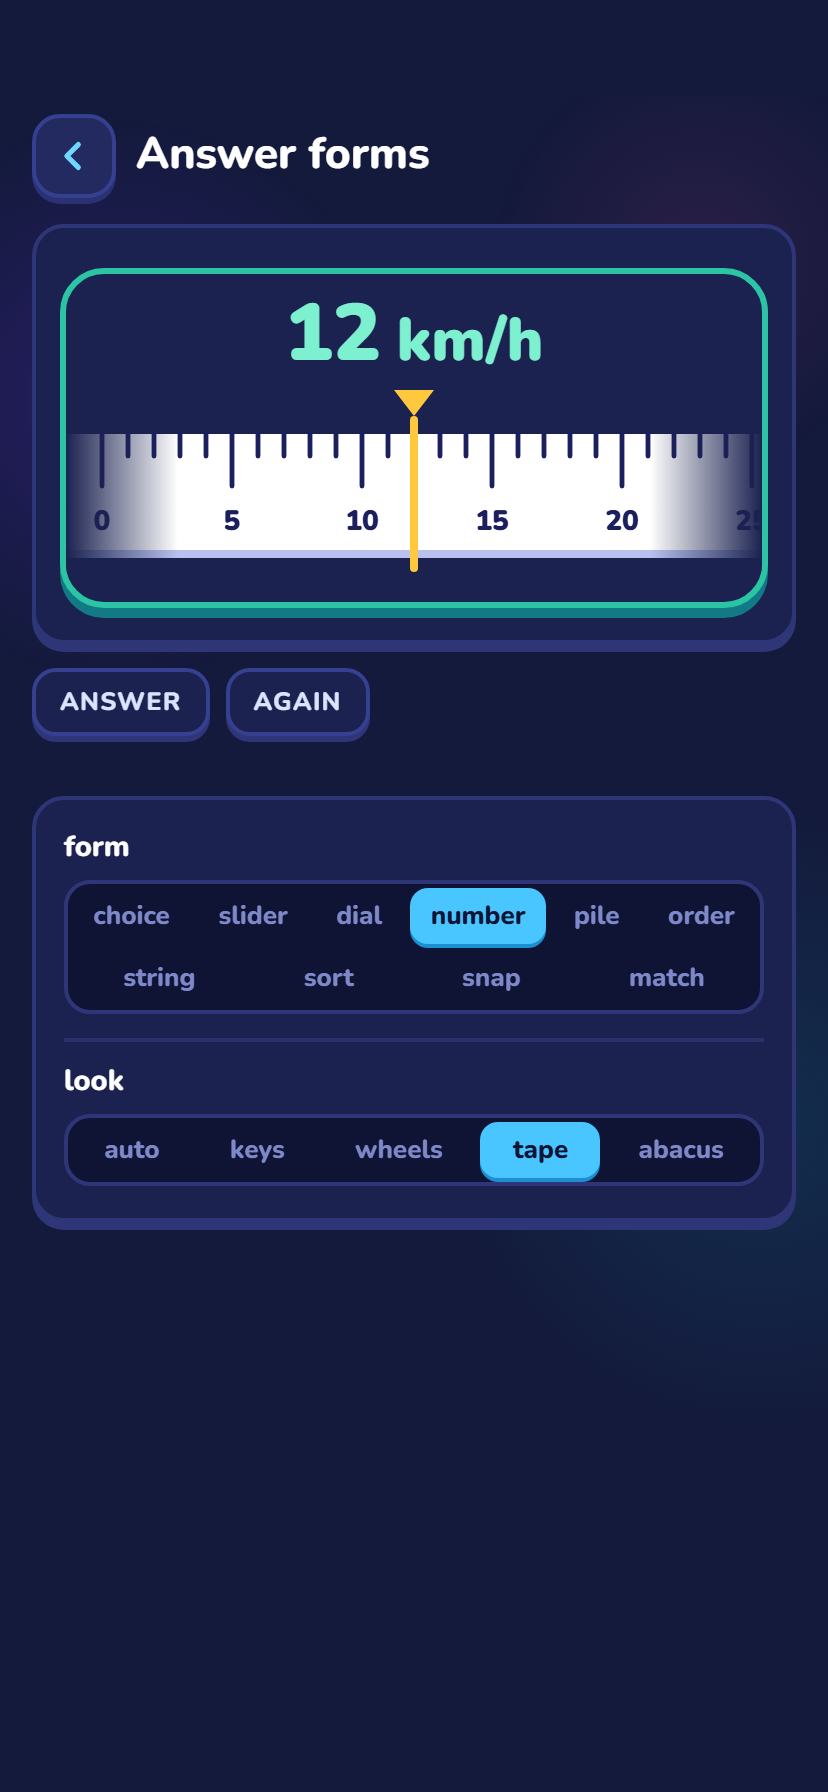 Answer forms
12 km/h
0 5 10 15 20
ANSWER AGAIN
form
choice slider dial number pile order
string sort snap match
look
auto keys wheels tape abacus